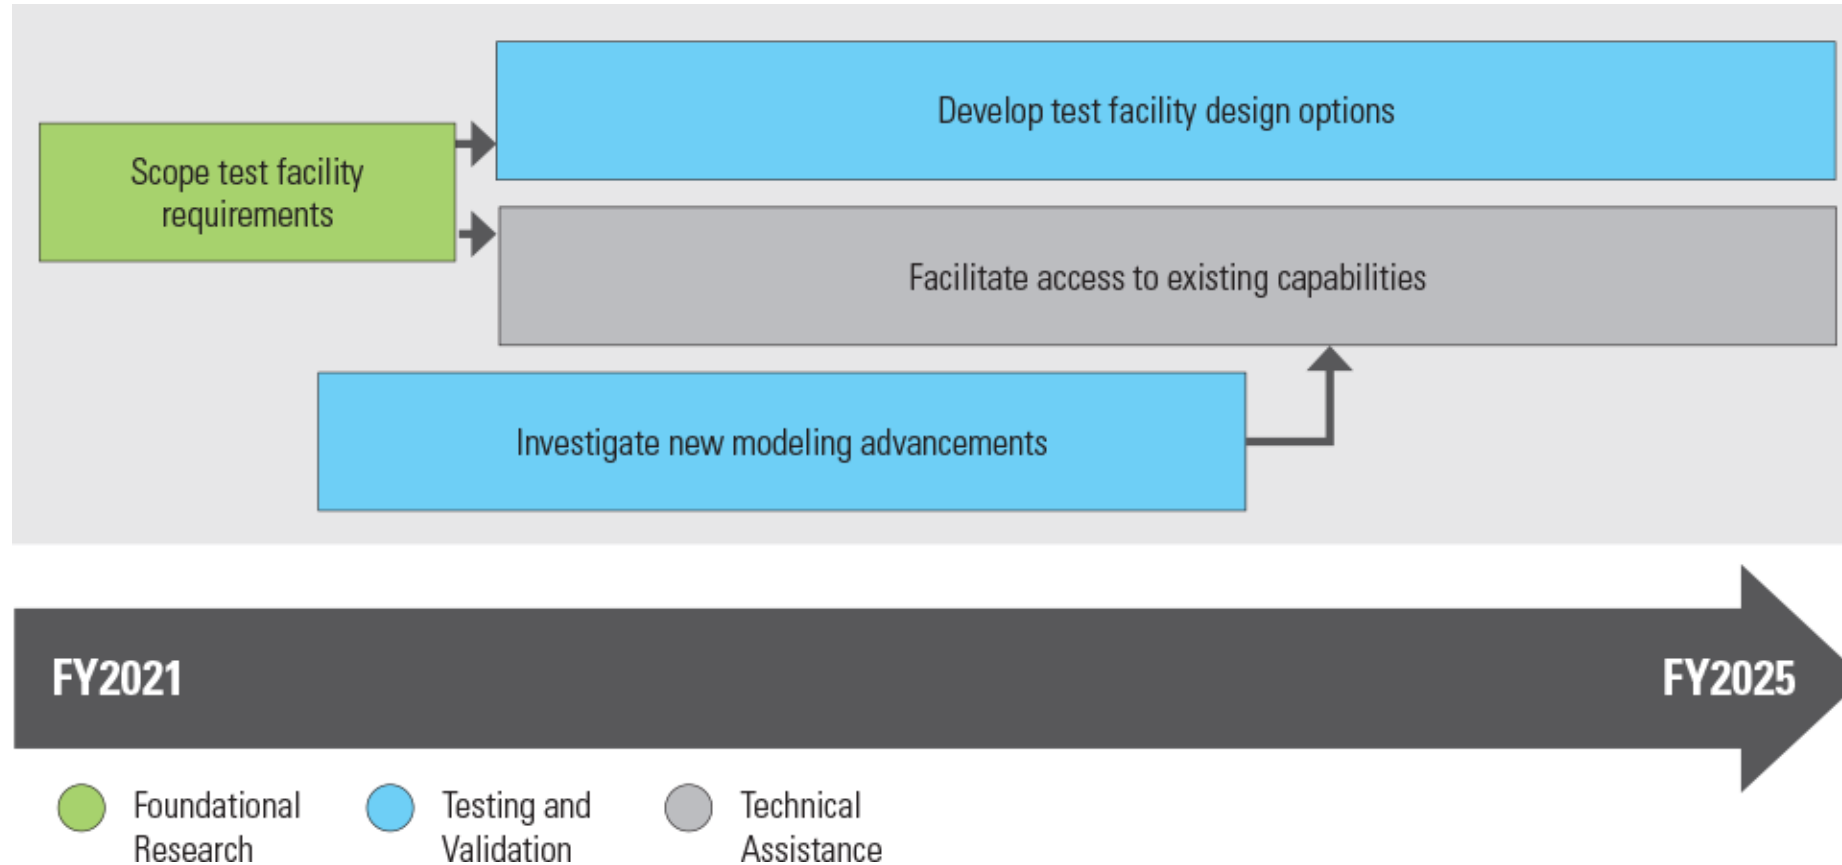 Develop test facility design options
Scope test facility
requirements
Facilitate access to existing capabilities
Investigate new modeling advancements
FY2021
FY2025
Foundational
Research
Testing and
Validation
Technical
Assistance